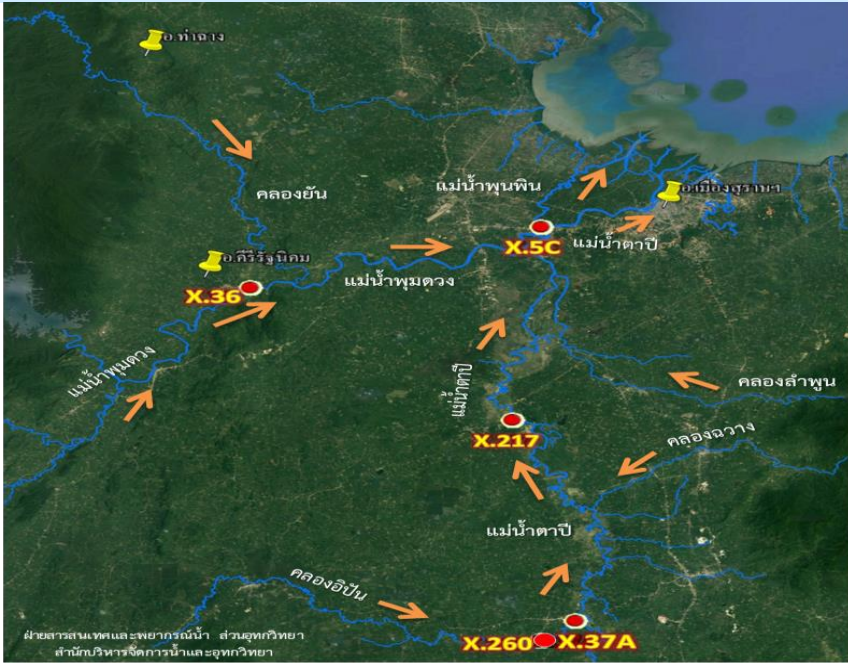 อ.ท่าฉาง
คลองยัน
แม่น้ำพุนพิน
อ.เมืองสุราษฯ
X.5C
แม่น้ำตาปี
อ.คีรีรัฐนิคม
X.36
แม่น้ำพุมดวง
แม่น้ำพุมดวง
แม่น้ำตาปี
คลองลำพูน
X.217
คลองฉวาง
แม่น้ำตาปี
คลองอิปัน
X.260
X.37A
ฝ่ายสารสนเทศและพยากรณ์น้ำ ส่วนอุทกวิทยา
สำนักบริหารจัดการน้ำและอุทกวิทยา